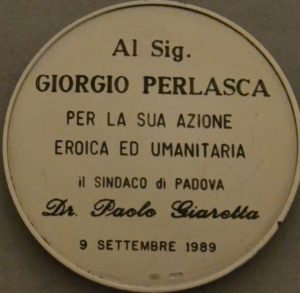 Al Sig.
GIORGIO PERLASCA
PER LA SUA AZIONE
EROICA ED UMANITARIA
il SINDACO di PADOVA
Dr. Paolo Giaretta
9 SETTEMBRE 1989